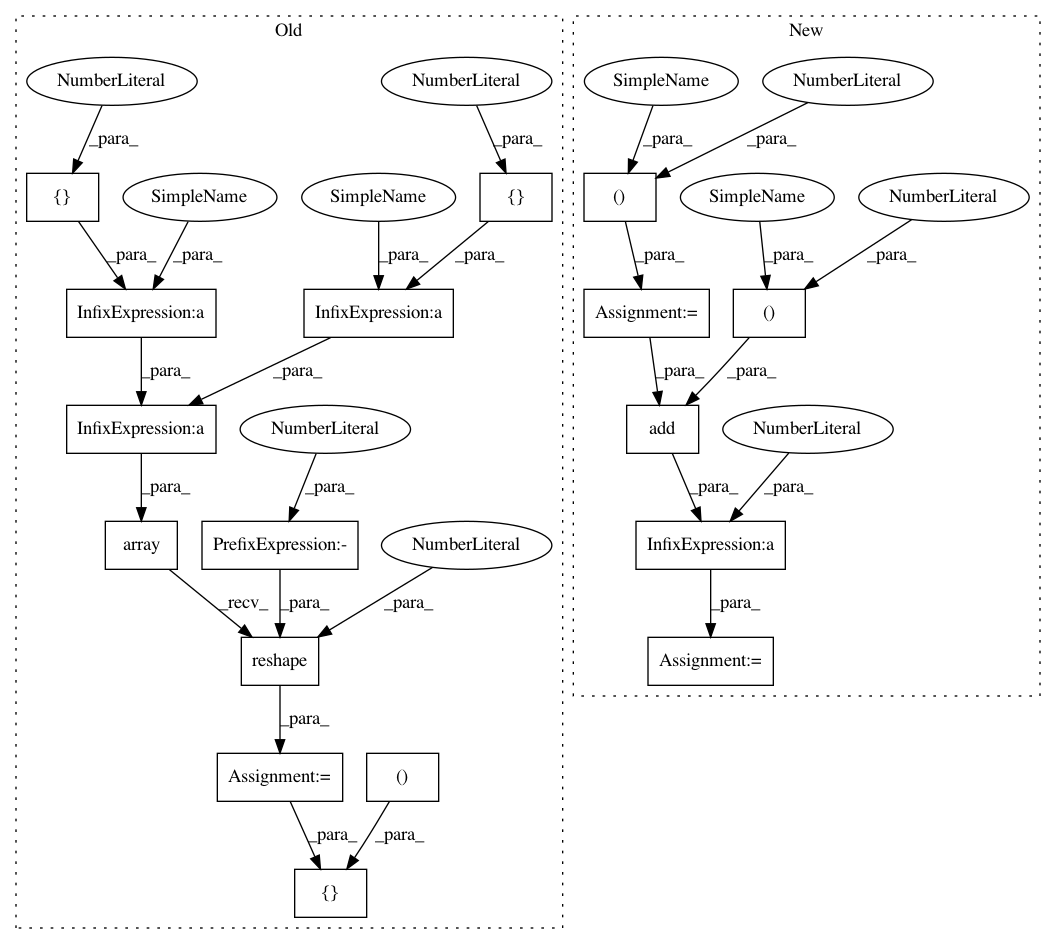 Old
New
NumberLiteral
NumberLiteral
SimpleName
NumberLiteral
_para_
_para_
_para_
_para_
{}
SimpleName
SimpleName
{}
()
SimpleName
NumberLiteral
_para_
_para_
_para_
_para_
_para_
_para_
_para_
InfixExpression:a
InfixExpression:a
Assignment:=
()
_para_
_para_
_para_
_para_
InfixExpression:a
NumberLiteral
add
NumberLiteral
_para_
_para_
_para_
_para_
array
PrefixExpression:-
NumberLiteral
InfixExpression:a
_recv_
_para_
_para_
_para_
reshape
Assignment:=
_para_
Assignment:=
()
_para_
_para_
{}